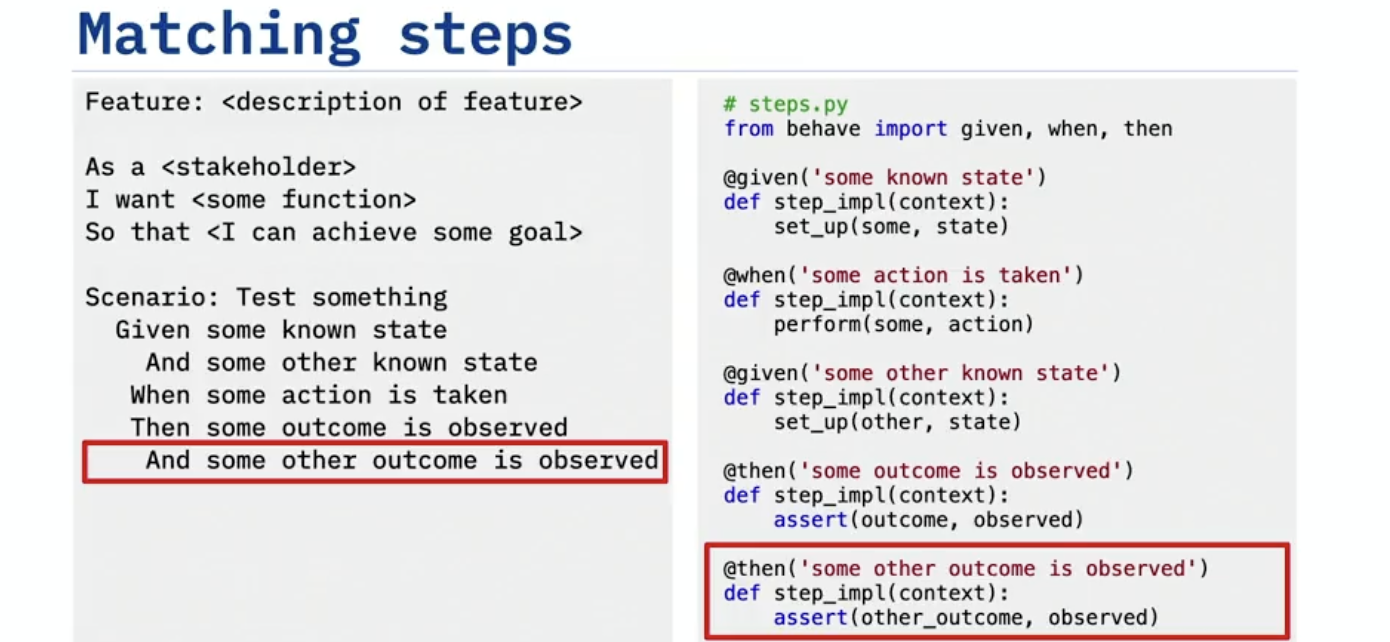 Matching steps
Feature: <description of feature>
As a <stakeholder>
I want <some function>
So that <I can achieve some goal>
Scenario: Test something
Given some known state
And some other known state
When some action is taken
Then some outcome is observed
And some other outcome is observed
# steps.py
from behave import given, when, then
@given('some known state')
def step_impl(context):
set_up(some, state)
@when('some action is taken')
def step_impl(context):
perform(some, action)
@given('some other known state')
def step_impl(context):
set_up(other, state)
@then('some outcome is observed')
def step_impl(context):
assert(outcome, observed)
@then('some other outcome is observed')
def step_impl(context):
assert(other_outcome, observed)